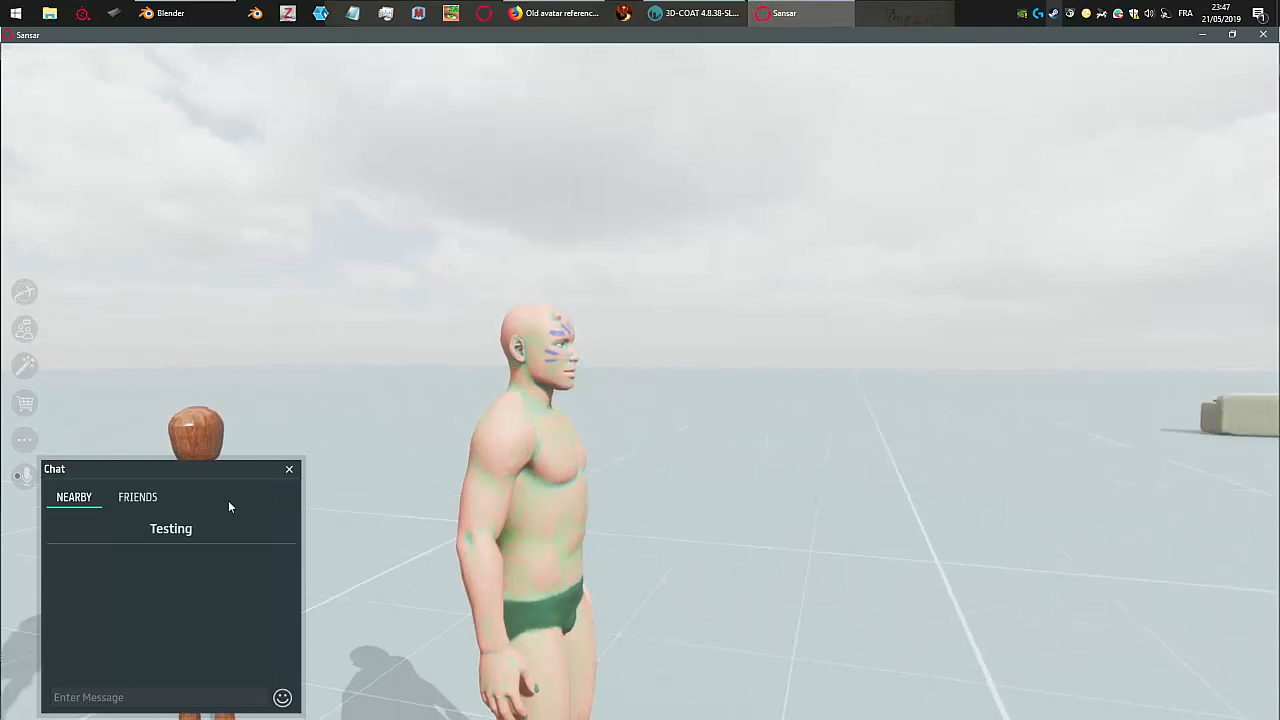 Blender
Old avatar referenc...
3D-COAT 4.8.38-SL...
Sansar
23:47
21/05/2019
Sansar
Chat
NEARBY
FRIENDS
Testing
Enter Message